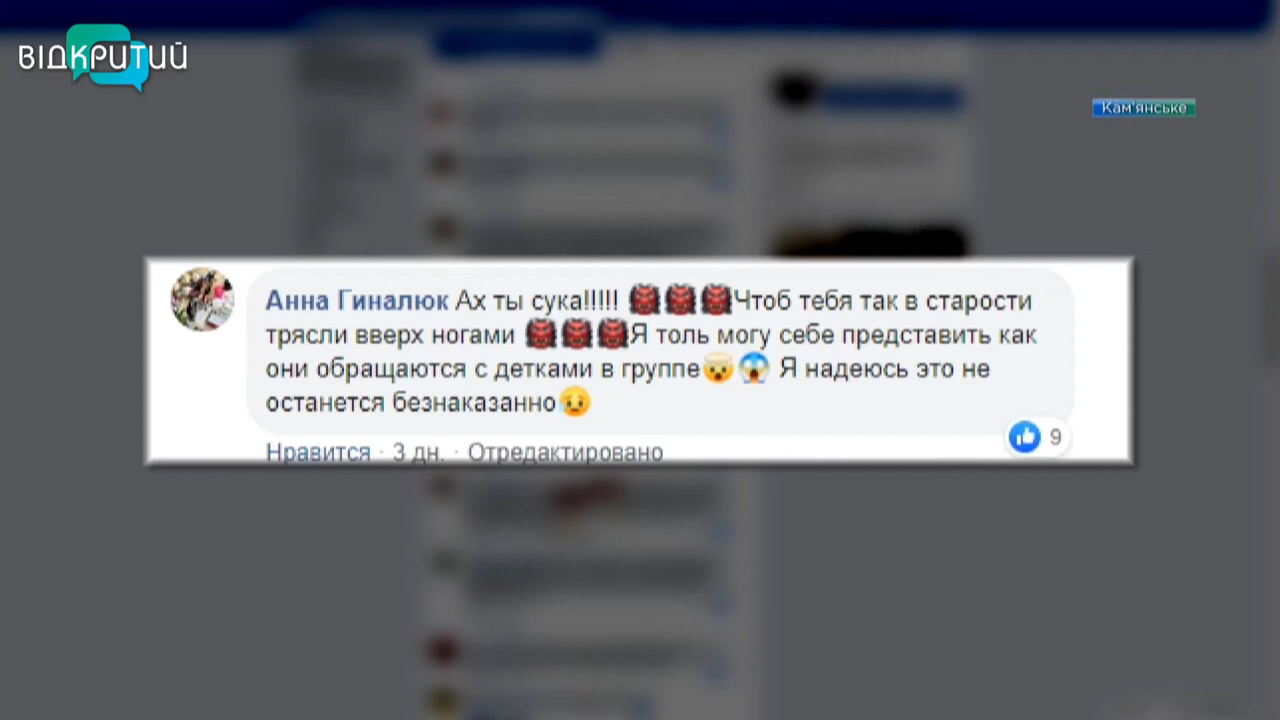 ВІДКРИТИЙ
Кам'янське
Анна Гиналюк Ах ты сука!!!!! 👹👹👹Чтоб тебя так в старости
трясли вверх ногами 👹👹👹Я толь могу себе представить как
они обращаются с детками в группе🤯😱 Я надеюсь это не
останется безнаказанно😥
Нравится · 3 дн. · Отредактировано
9